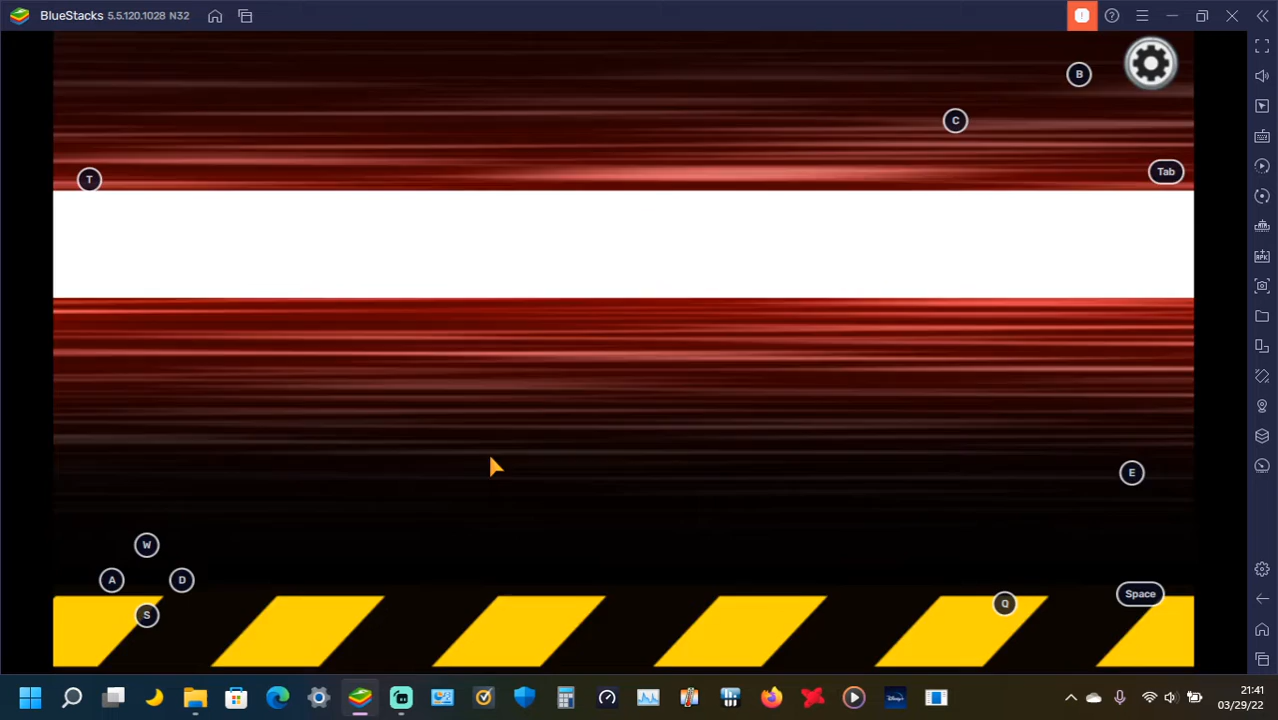 BlueStacks 5.5.120.1028 N32
B
C
T
Tab
E
W
A
D
S
Q
Space
21:41
03/29/22